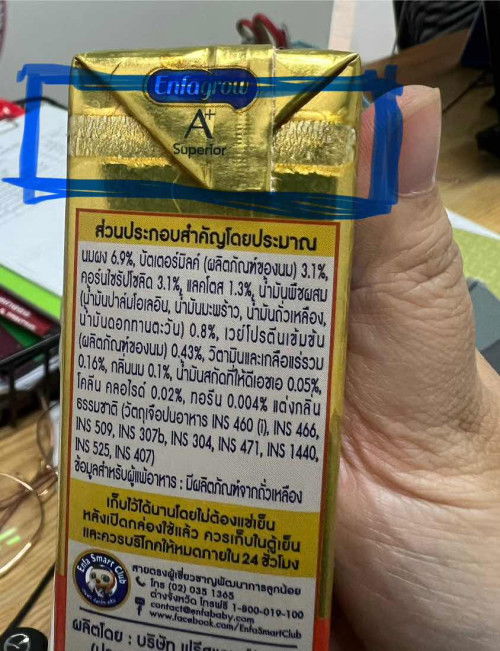 Enfagrow
A+
Superior
ส่วนประกอบสำคัญโดยประมาณ
นมผง 6.9%, บัตเตอร์มิลค์ (ผลิตภัณฑ์ของนม) 3.1%,
คอร์นไซรัปโซลิด 3.1%, แลคโตส 1.3%, น้ำมันพืชผสม
(น้ำมันปาล์มโอเลอิน, น้ำมันมะพร้าว, น้ำมันถั่วเหลือง,
น้ำมันดอกทานตะวัน) 0.8%, เวย์โปรตีนเข้มข้น
(ผลิตภัณฑ์ของนม) 0.43%, วิตามินและเกลือแร่รวม
0.16%, กลิ่นนม 0.1%, น้ำมันสกัดที่ให้ดีเอชเอ 0.05%,
โคลีน คลอไรด์ 0.02%, ทอรีน 0.004% แต่งกลิ่น
ธรรมชาติ (วัตถุเจือปนอาหาร INS 460 (i), INS 466,
INS 509, INS 307b, INS 304, INS 471, INS 1440,
INS 525, INS 407)
ข้อมูลสำหรับผู้แพ้อาหาร : มีผลิตภัณฑ์จากถั่วเหลือง
เก็บไว้ได้นานโดยไม่ต้องแช่เย็น
หลังเปิดกล่องใช้แล้ว ควรเก็บในตู้เย็น
และควรบริโภคให้หมดภายใน 24 ชั่วโมง
Enfa Smart Club
สายตรงผู้เชี่ยวชาญพัฒนาการลูกน้อย
โทร (02) 035 1365
ต่างจังหวัด โทรฟรี 1-800-019-100
contact@enfababy.com
www.facebook.com/EnfaSmartClub
ผลิตโดย : บริษัท